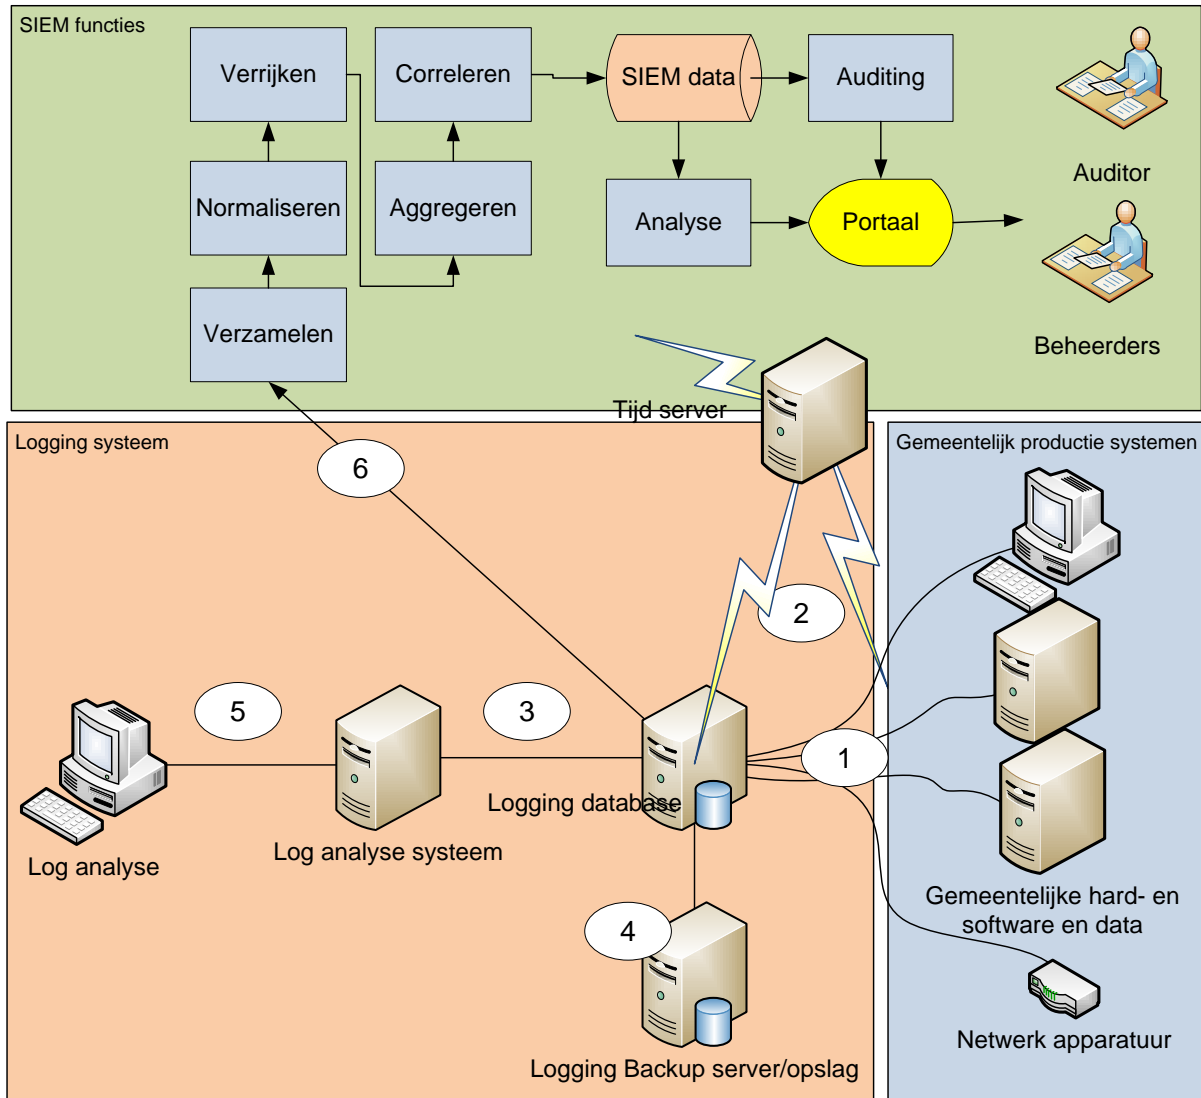 SIEM functies
Verrijken
Correleren
SIEM data
Auditing
Auditor
Normaliseren
Aggregeren
Analyse
Portaal
Verzamelen
Beheerders
Tijd server
Logging systeem
Gemeentelijk productie systemen
6
2
5
3
1
Logging database
Log analyse
Log analyse systeem
Gemeentelijke hard- en
software en data
4
Netwerk apparatuur
Logging Backup server/opslag